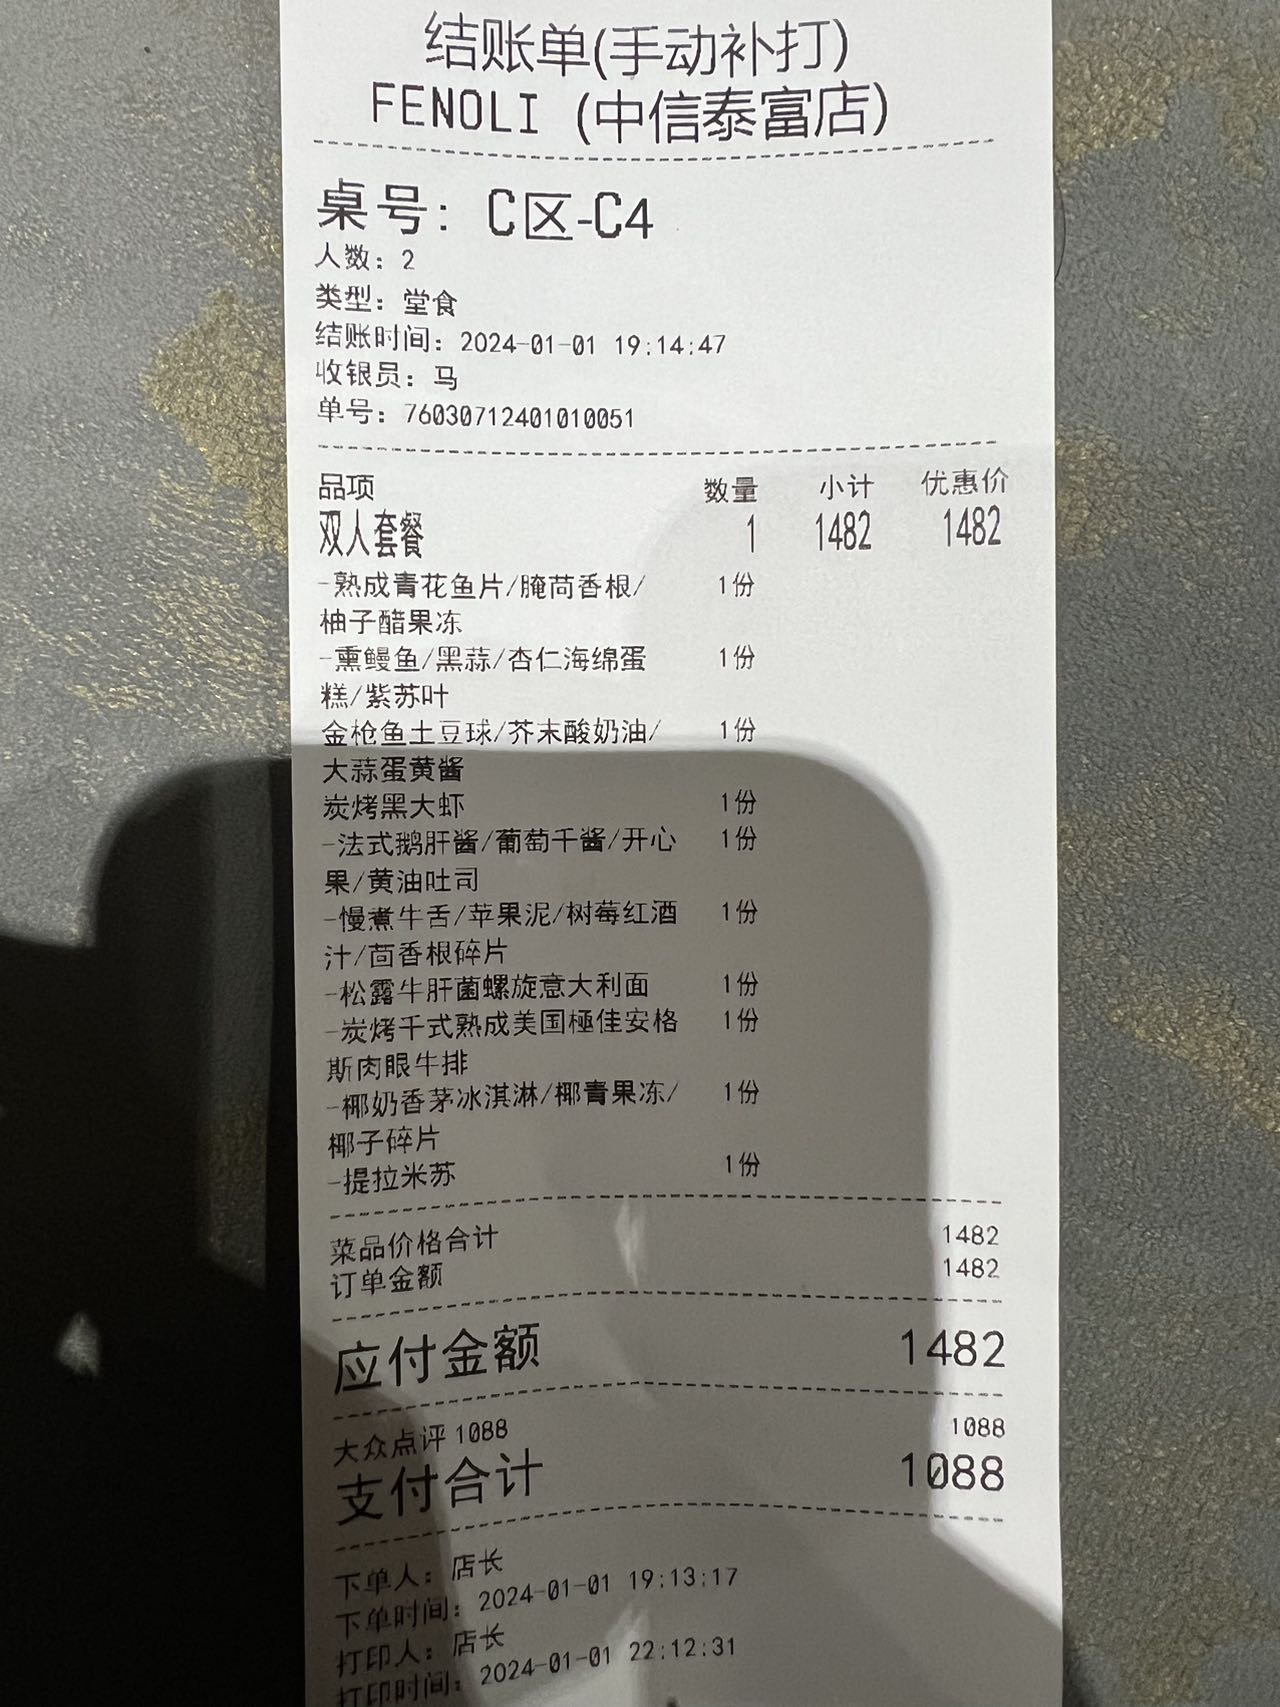 结账单(手动补打)
FENOLI (中信泰富店)
桌号: C区-C4
人数: 2
类型: 堂食
结账时间: 2024-01-01 19:14:47
收银员: 马
单号: 76030712401010051
品项 数量 小计 优惠价
双人套餐 1 1482 1482
-熟成青花鱼片/腌茼香根/ 1份
柚子醋果冻
-熏鳗鱼/黑蒜/杏仁海绵蛋 1份
糕/紫苏叶
金枪鱼土豆球/芥末酸奶油/ 1份
大蒜蛋黄酱
炭烤黑大虾 1份
-法式鹅肝酱/葡萄干酱/开心 1份
果/黄油吐司
-慢煮牛舌/苹果泥/树莓红酒 1份
汁/茴香根碎片
-松露牛肝菌螺旋意大利面 1份
-炭烤干式熟成美国極佳安格 1份
斯肉眼牛排
-椰奶香茅冰淇淋/椰青果冻/ 1份
椰子碎片
-提拉米苏 1份
菜品价格合计 1482
订单金额 1482
应付金额 1482
大众点评1088 1088
支付合计 1088
下单人: 店长
下单时间: 2024-01-01 19:13:17
打印人: 店长
打印时间: 2024-01-01 22:12:31